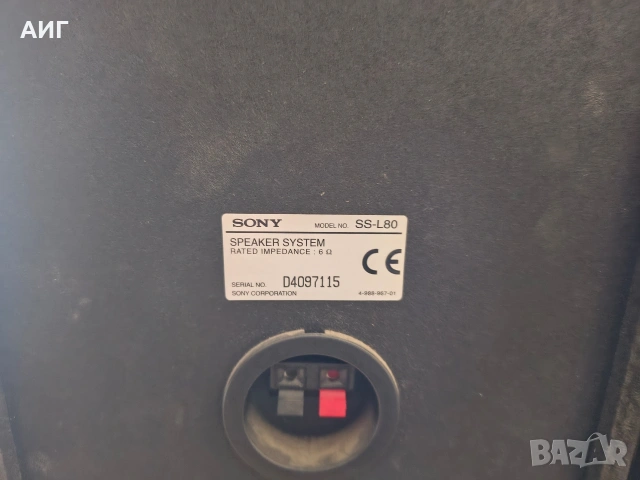 АИГ
SONY MODEL NO. SS-L80
SPEAKER SYSTEM
RATED IMPEDANCE : 6 Ω
CE
SERIAL NO. D4097115
SONY CORPORATION 4-988-967-01
BAZAR